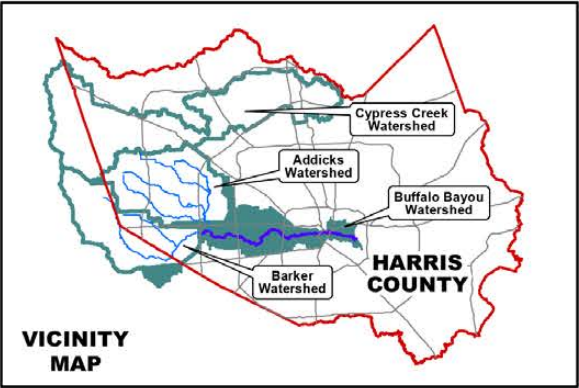 Cypress Creek
Watershed
Addicks
Watershed
Buffalo Bayou
Watershed
HARRIS
COUNTY
Barker
Watershed
VICINITY
MAP